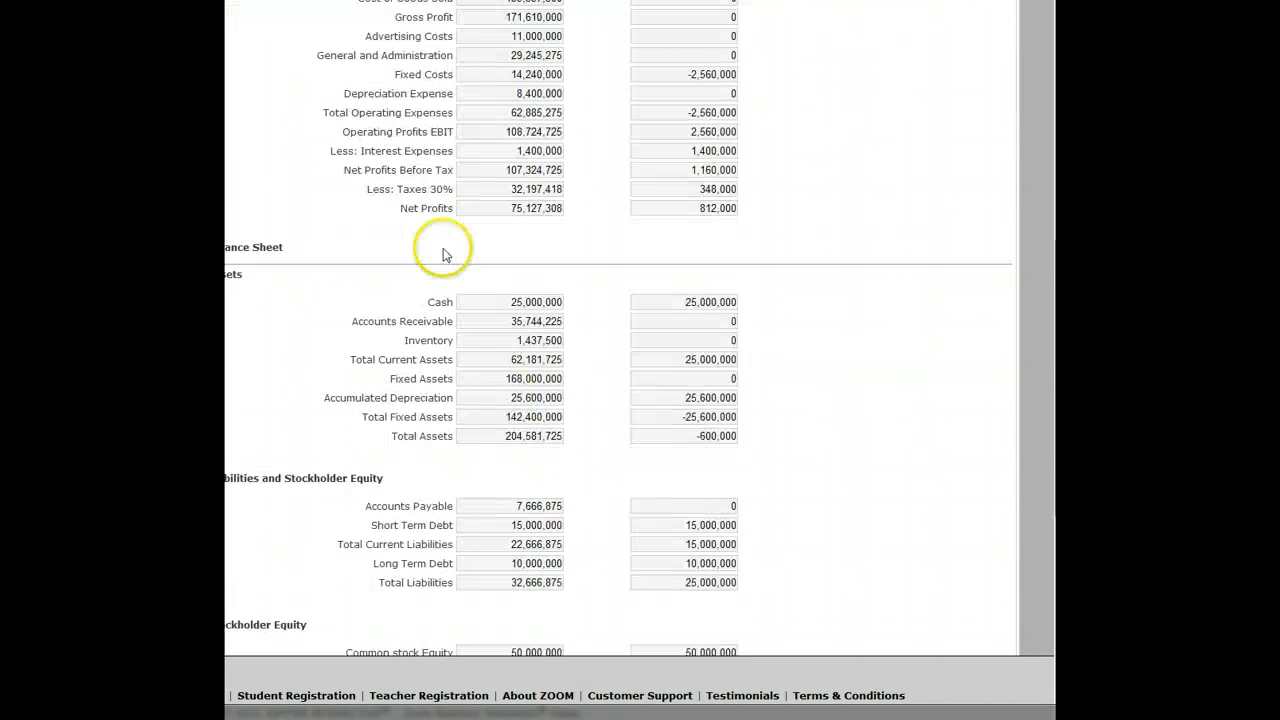 Cost of Goods Sold
Gross Profit 171,610,000 0
Advertising Costs 11,000,000 0
General and Administration 29,245,275 0
Fixed Costs 14,240,000 -2,560,000
Depreciation Expense 8,400,000 0
Total Operating Expenses 62,885,275 -2,560,000
Operating Profits EBIT 108,724,725 2,560,000
Less: Interest Expenses 1,400,000 1,400,000
Net Profits Before Tax 107,324,725 1,160,000
Less: Taxes 30% 32,197,418 348,000
Net Profits 75,127,308 812,000
ance Sheet
sets
Cash 25,000,000 25,000,000
Accounts Receivable 35,744,225 0
Inventory 1,437,500 0
Total Current Assets 62,181,725 25,000,000
Fixed Assets 168,000,000 0
Accumulated Depreciation 25,600,000 25,600,000
Total Fixed Assets 142,400,000 -25,600,000
Total Assets 204,581,725 -600,000
bilities and Stockholder Equity
Accounts Payable 7,666,875 0
Short Term Debt 15,000,000 15,000,000
Total Current Liabilities 22,666,875 15,000,000
Long Term Debt 10,000,000 10,000,000
Total Liabilities 32,666,875 25,000,000
ckholder Equity
Common stock Equity 50,000,000 50,000,000
| Student Registration | Teacher Registration | About ZOOM | Customer Support | Testimonials | Terms & Conditions